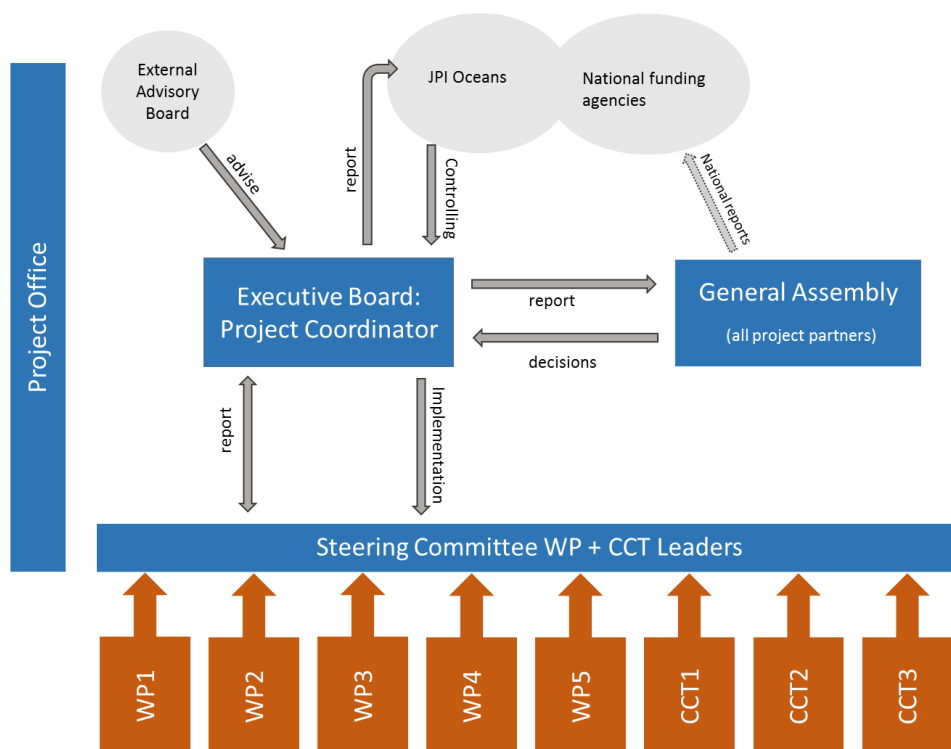 External
Advisory
Board
JPI Oceans
National funding
agencies
advise
report
Controlling
National reports
Project Office
Executive Board:
Project Coordinator
report
decisions
General Assembly
(all project partners)
report
Implementation
Steering Committee WP + CCT Leaders
WP1
WP2
WP3
WP4
WP5
CCT1
CCT2
CCT3